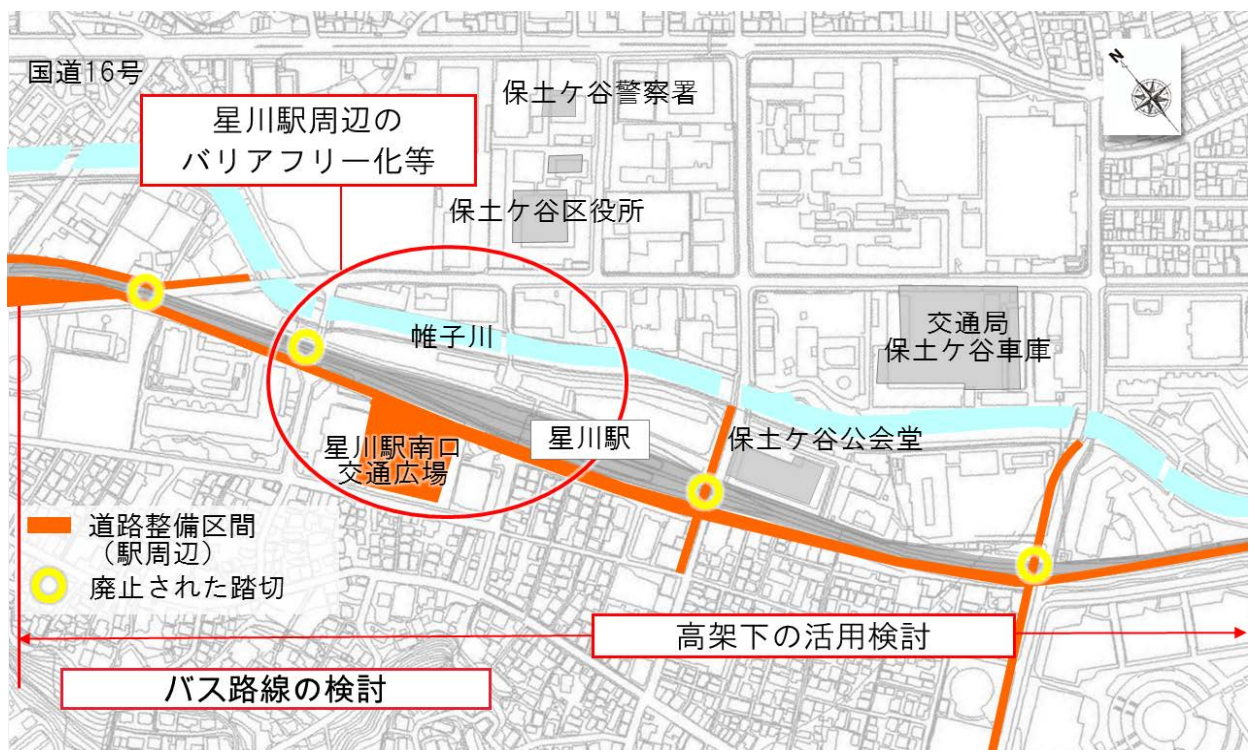 国道16号
N
保土ケ谷警察署
星川駅周辺の
バリアフリー化等
保土ケ谷区役所
帷子川
交通局
保土ケ谷車庫
星川駅
保土ケ谷公会堂
星川駅南口
交通広場
道路整備区間
（駅周辺）
廃止された踏切
高架下の活用検討
バス路線の検討